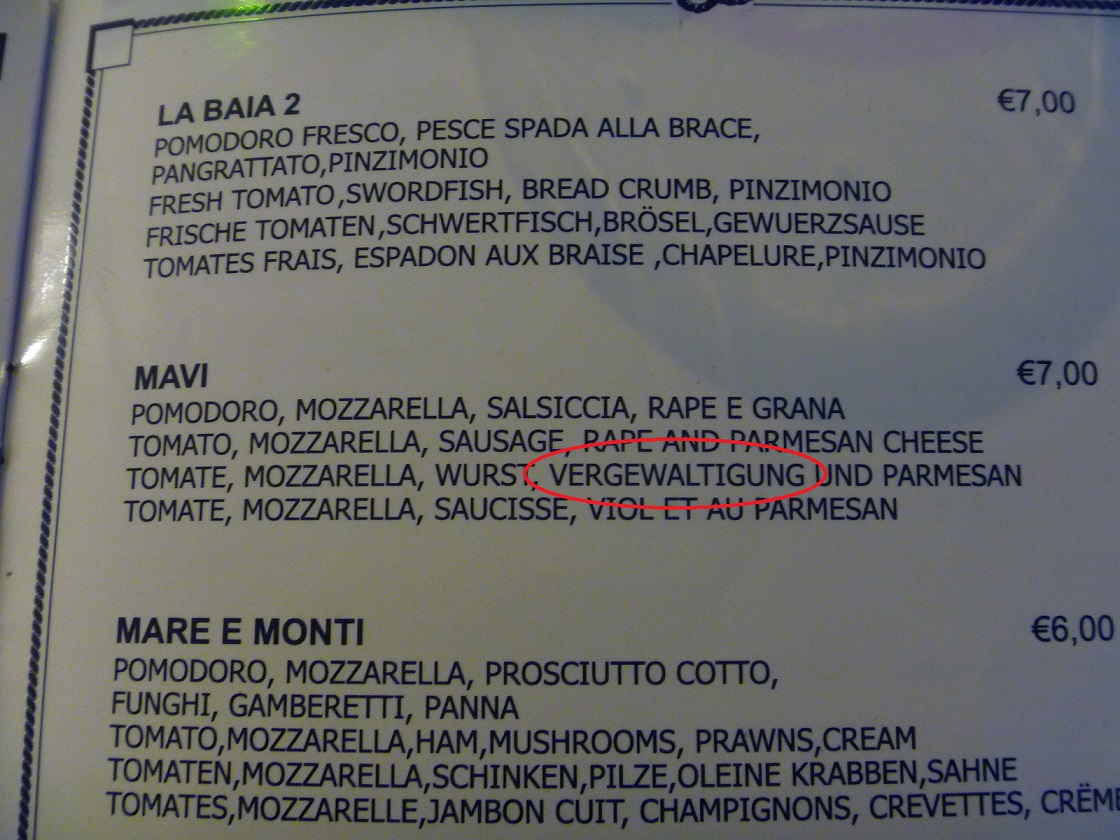 LA BAIA 2
€7,00
POMODORO FRESCO, PESCE SPADA ALLA BRACE,
PANGRATTATO,PINZIMONIO
FRESH TOMATO,SWORDFISH, BREAD CRUMB, PINZIMONIO
FRISCHE TOMATEN,SCHWERTFISCH,BRÖSEL,GEWUERZSAUSE
TOMATES FRAIS, ESPADON AUX BRAISE ,CHAPELURE,PINZIMONIO
MAVI
€7,00
POMODORO, MOZZARELLA, SALSICCIA, RAPE E GRANA
TOMATO, MOZZARELLA, SAUSAGE, RAPE AND PARMESAN CHEESE
TOMATE, MOZZARELLA, WURST, VERGEWALTIGUNG UND PARMESAN
TOMATE, MOZZARELLA, SAUCISSE, VIOL ET AU PARMESAN
MARE E MONTI
€6,00
POMODORO, MOZZARELLA, PROSCIUTTO COTTO,
FUNGHI, GAMBERETTI, PANNA
TOMATO,MOZZARELLA,HAM,MUSHROOMS, PRAWNS,CREAM
TOMATEN,MOZZARELLA,SCHINKEN,PILZE,OLEINE KRABBEN,SAHNE
TOMATES,MOZZARELLE,JAMBON CUIT, CHAMPIGNONS, CREVETTES,